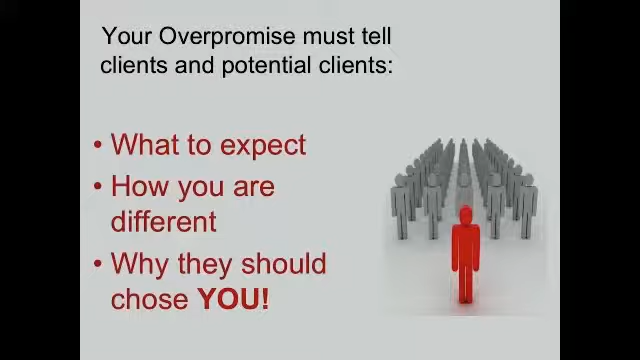 Your Overpromise must tell
clients and potential clients:
• What to expect
• How you are
different
• Why they should
chose YOU!